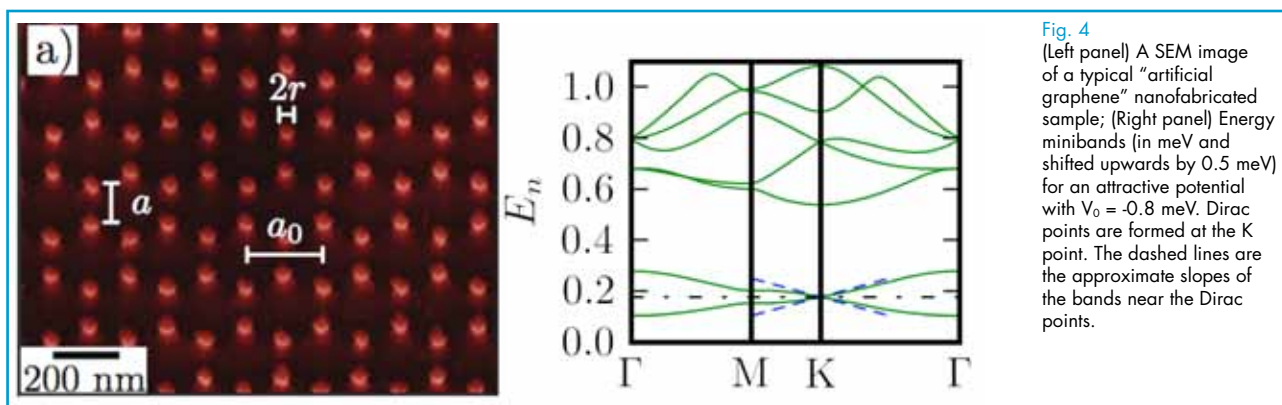 a)
2r
a
a₀
200 nm
Eₙ
1.0
0.8
0.6
0.4
0.2
0.0
Γ M K Γ
Fig. 4
(Left panel) A SEM image
of a typical “artificial
graphene” nanofabricated
sample; (Right panel) Energy
minibands (in meV and
shifted upwards by 0.5 meV)
for an attractive potential
with V₀ = -0.8 meV. Dirac
points are formed at the K
point. The dashed lines are
the approximate slopes of
the bands near the Dirac
points.